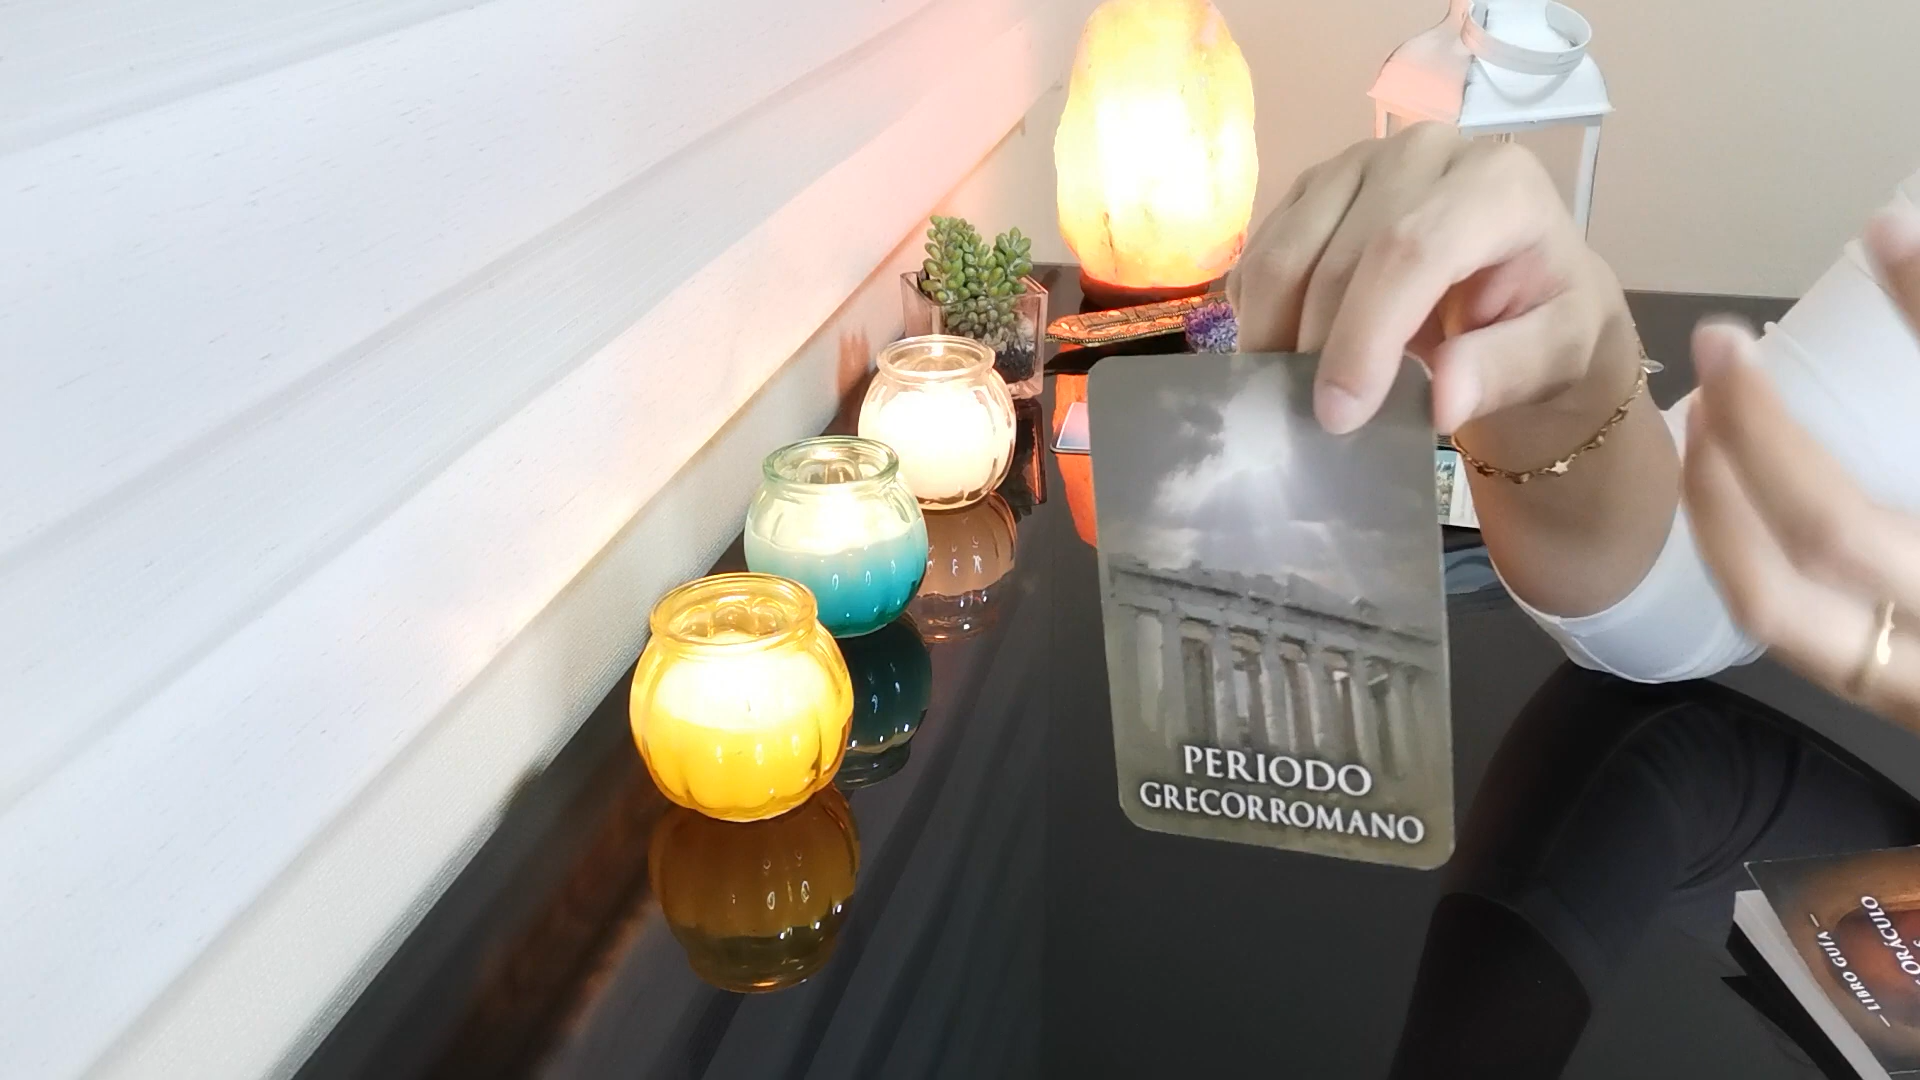 PERIODO
GRECORROMANO
— LIBRO GUÍA —
ORÁCULO